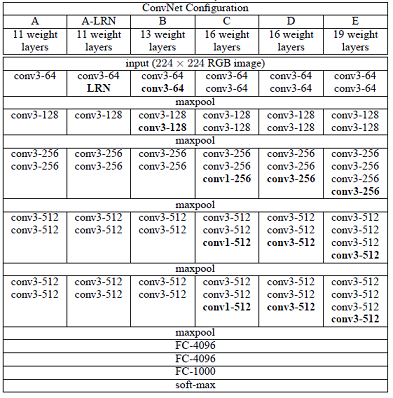 ConvNet Configuration
A A-LRN B C D E
11 weight 11 weight 13 weight 16 weight 16 weight 19 weight
layers layers layers layers layers layers
input (224 × 224 RGB image)
conv3-64 conv3-64 conv3-64 conv3-64 conv3-64 conv3-64
LRN conv3-64 conv3-64 conv3-64 conv3-64
maxpool
conv3-128 conv3-128 conv3-128 conv3-128 conv3-128 conv3-128
conv3-128 conv3-128 conv3-128 conv3-128
maxpool
conv3-256 conv3-256 conv3-256 conv3-256 conv3-256 conv3-256
conv3-256 conv3-256 conv3-256 conv3-256 conv3-256 conv3-256
conv1-256 conv3-256 conv3-256
conv3-256
maxpool
conv3-512 conv3-512 conv3-512 conv3-512 conv3-512 conv3-512
conv3-512 conv3-512 conv3-512 conv3-512 conv3-512 conv3-512
conv1-512 conv3-512 conv3-512
conv3-512
maxpool
conv3-512 conv3-512 conv3-512 conv3-512 conv3-512 conv3-512
conv3-512 conv3-512 conv3-512 conv3-512 conv3-512 conv3-512
conv1-512 conv3-512 conv3-512
conv3-512
maxpool
FC-4096
FC-4096
FC-1000
soft-max